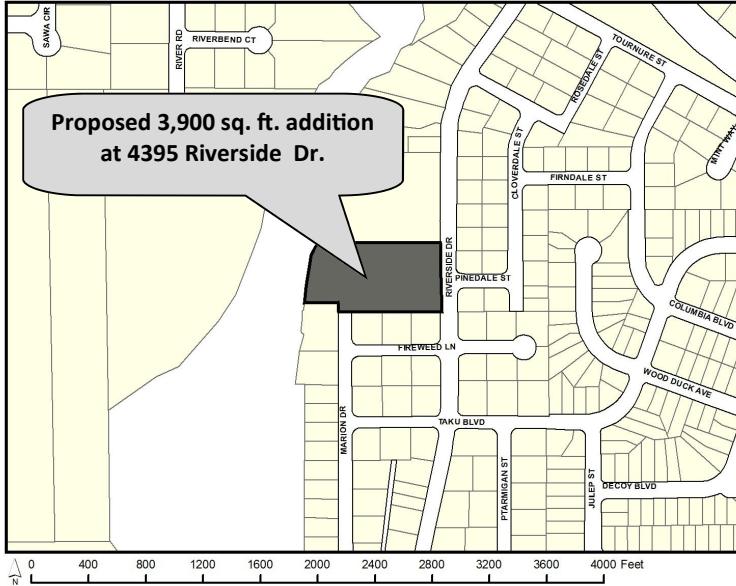 SAWA CIR
RIVER RD
RIVERBEND CT
TOURNURE ST
ROSEDALE ST
MINT WAY
Proposed 3,900 sq. ft. addition
at 4395 Riverside Dr.
CLOVERDALE ST
FIRNDALE ST
RIVERSIDE DR
PINEDALE ST
COLUMBIA BLVD
FIREWEED LN
WOOD DUCK AVE
MARION DR
TAKU BLVD
PTARMIGAN ST
JULEP ST
DECOY BLVD
N
0 400 800 1200 1600 2000 2400 2800 3200 3600 4000 Feet